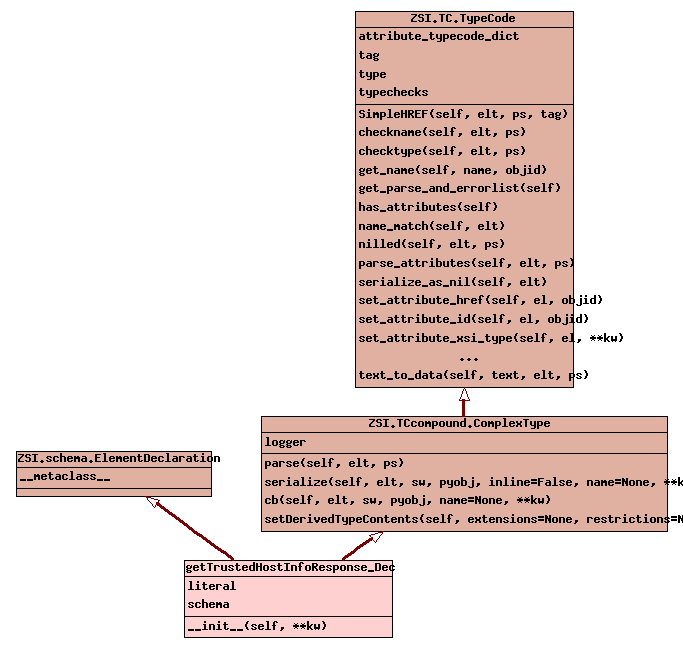 ZSI.TC.TypeCode
attribute_typecode_dict
tag
type
typechecks
SimpleHREF(self, elt, ps, tag)
checkname(self, elt, ps)
checktype(self, elt, ps)
get_name(self, name, objid)
get_parse_and_errorlist(self)
has_attributes(self)
name_match(self, elt)
nilled(self, elt, ps)
parse_attributes(self, elt, ps)
serialize_as_nil(self, elt)
set_attribute_href(self, el, objid)
set_attribute_id(self, el, objid)
set_attribute_xsi_type(self, el, **kw)
...
text_to_data(self, text, elt, ps)
ZSI.TCcompound.ComplexType
logger
parse(self, elt, ps)
serialize(self, elt, sw, pyobj, inline=False, name=None, **k
cb(self, elt, sw, pyobj, name=None, **kw)
setDerivedTypeContents(self, extensions=None, restrictions=N
ZSI.schema.ElementDeclaration
__metaclass__
getTrustedHostInfoResponse_Dec
literal
schema
__init__(self, **kw)